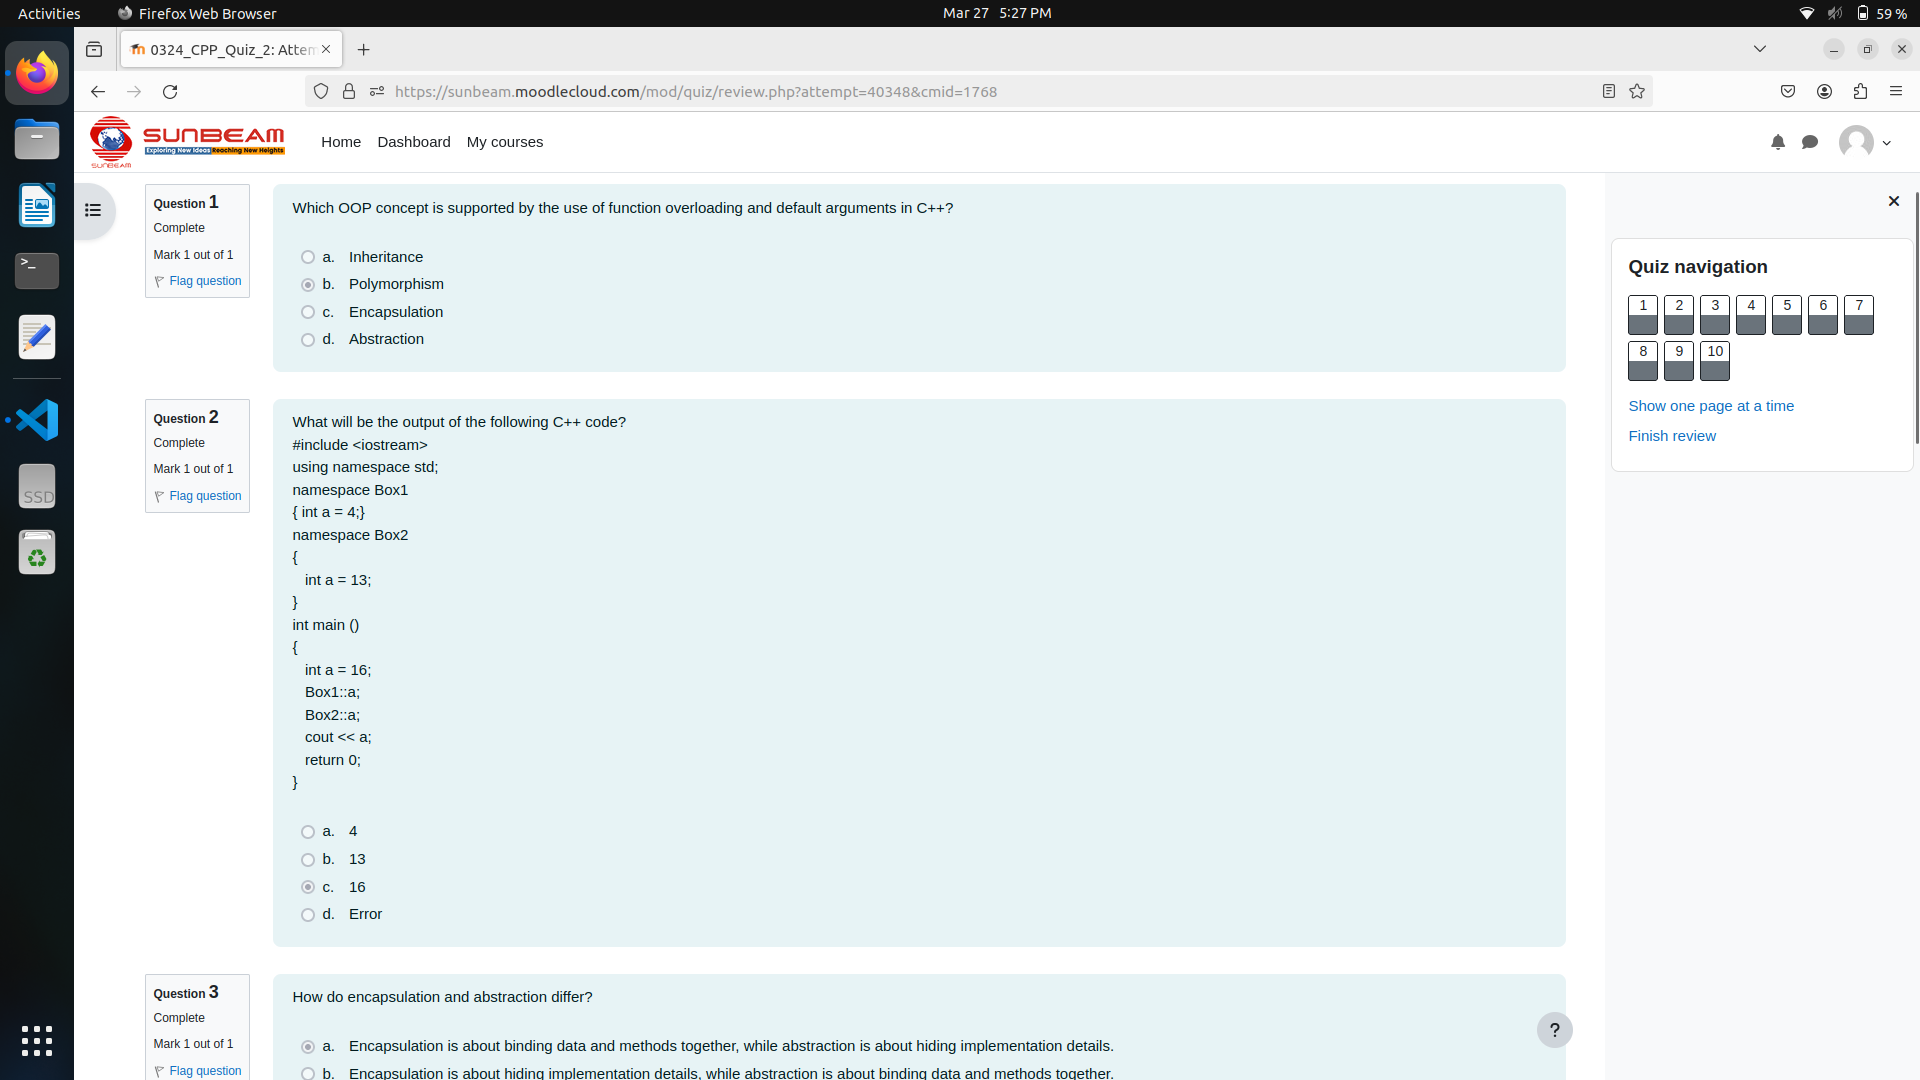 Activities
Firefox Web Browser
Mar 27 5:27 PM
59 %
0324_CPP_Quiz_2: Attem
https://sunbeam.moodlecloud.com/mod/quiz/review.php?attempt=40348&cmid=1768
SUNBEAM
Exploring New Ideas Reaching New Heights
SUNBEAM
Home
Dashboard
My courses
Question 1
Complete
Mark 1 out of 1
Flag question
Which OOP concept is supported by the use of function overloading and default arguments in C++?
a. Inheritance
b. Polymorphism
c. Encapsulation
d. Abstraction
Question 2
Complete
Mark 1 out of 1
Flag question
What will be the output of the following C++ code?
#include <iostream>
using namespace std;
namespace Box1
{ int a = 4;}
namespace Box2
{
int a = 13;
}
int main ()
{
int a = 16;
Box1::a;
Box2::a;
cout << a;
return 0;
}
a. 4
b. 13
c. 16
d. Error
Question 3
Complete
Mark 1 out of 1
Flag question
How do encapsulation and abstraction differ?
a. Encapsulation is about binding data and methods together, while abstraction is about hiding implementation details.
b. Encapsulation is about hiding implementation details, while abstraction is about binding data and methods together.
Quiz navigation
1 2 3 4 5 6 7
8 9 10
Show one page at a time
Finish review
?
>_
SSD